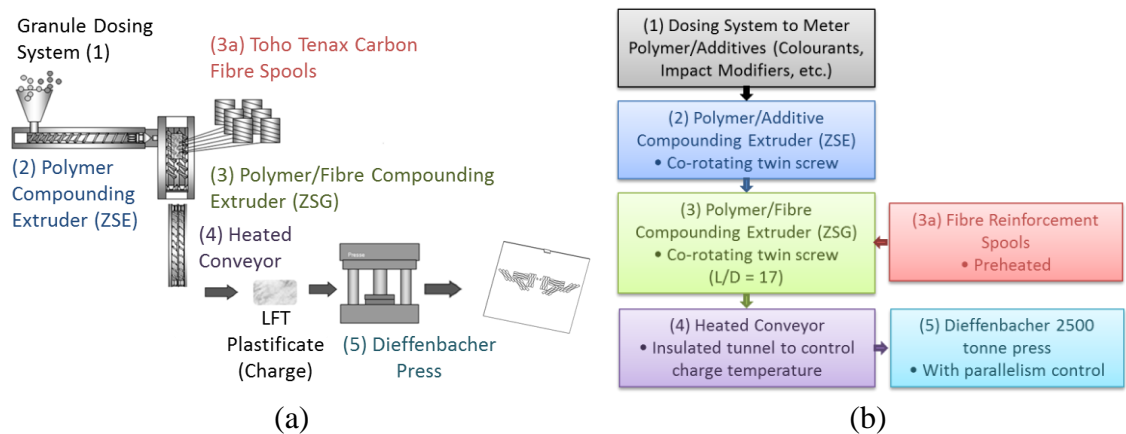 Granule Dosing
System (1)
(3a) Toho Tenax Carbon
Fibre Spools
(2) Polymer
Compounding
Extruder (ZSE)
(3) Polymer/Fibre Compounding
Extruder (ZSG)
(4) Heated
Conveyor
LFT
Plastificate
(Charge)
Presse
(5) Dieffenbacher
Press
(a)
(1) Dosing System to Meter
Polymer/Additives (Colourants,
Impact Modifiers, etc.)
(2) Polymer/Additive
Compounding Extruder (ZSE)
• Co-rotating twin screw
(3) Polymer/Fibre
Compounding Extruder (ZSG)
• Co-rotating twin screw
(L/D = 17)
(3a) Fibre Reinforcement
Spools
• Preheated
(4) Heated Conveyor
• Insulated tunnel to control
charge temperature
(5) Dieffenbacher 2500
tonne press
• With parallelism control
(b)